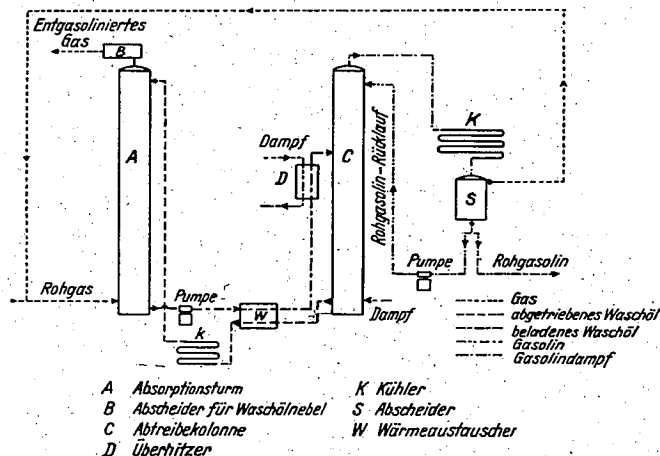 Entgasoliniertes
Gas
B
A
Dampf
D
C
Rohgasolin-Rücklauf
K
S
Rohgas
Pumpe
W
k
Pumpe
Rohgasolin
Dampf
Gas
abgetriebenes Waschöl
beladenes Waschöl
Gasolin
Gasolindampf
A Absorptionsturm
B Abscheider für Waschölnebel
C Abtreibekolonne
D Überhitzer
K Kühler
S Abscheider
W Wärmeaustauscher